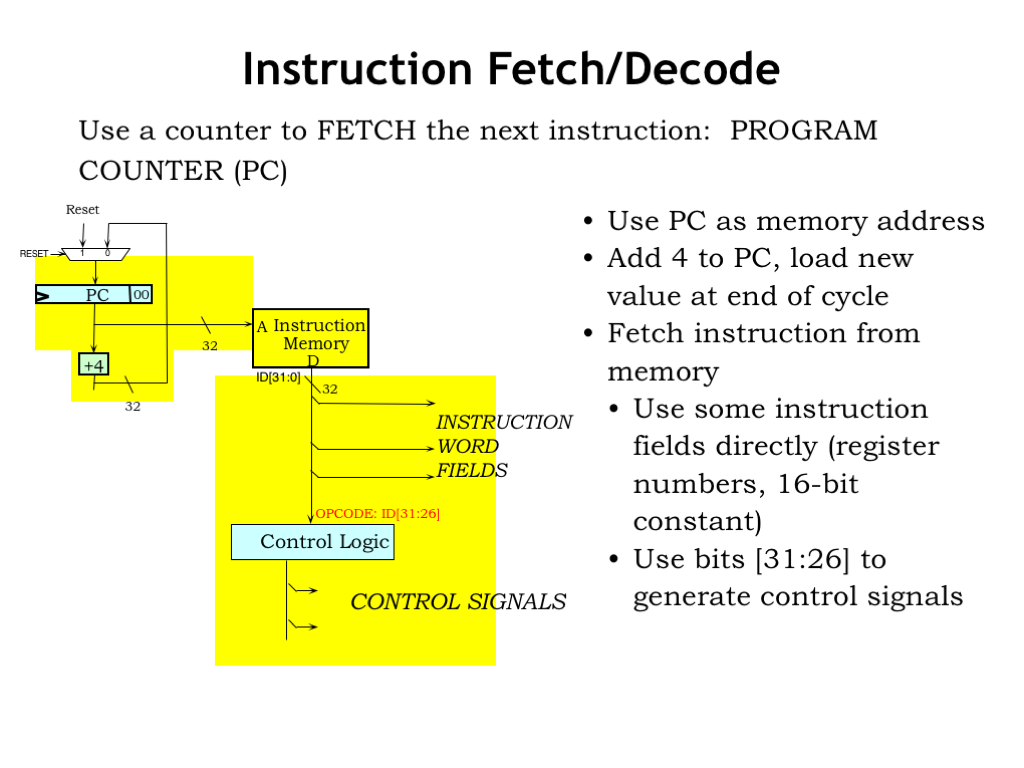 Instruction Fetch/Decode
Use a counter to FETCH the next instruction: PROGRAM
COUNTER (PC)
Reset
RESET
1 0
PC 00
+4
32
32
A Instruction
Memory
D
ID[31:0]
32
INSTRUCTION
WORD
FIELDS
OPCODE: ID[31:26]
Control Logic
CONTROL SIGNALS
• Use PC as memory address
• Add 4 to PC, load new
value at end of cycle
• Fetch instruction from
memory
• Use some instruction
fields directly (register
numbers, 16-bit
constant)
• Use bits [31:26] to
generate control signals